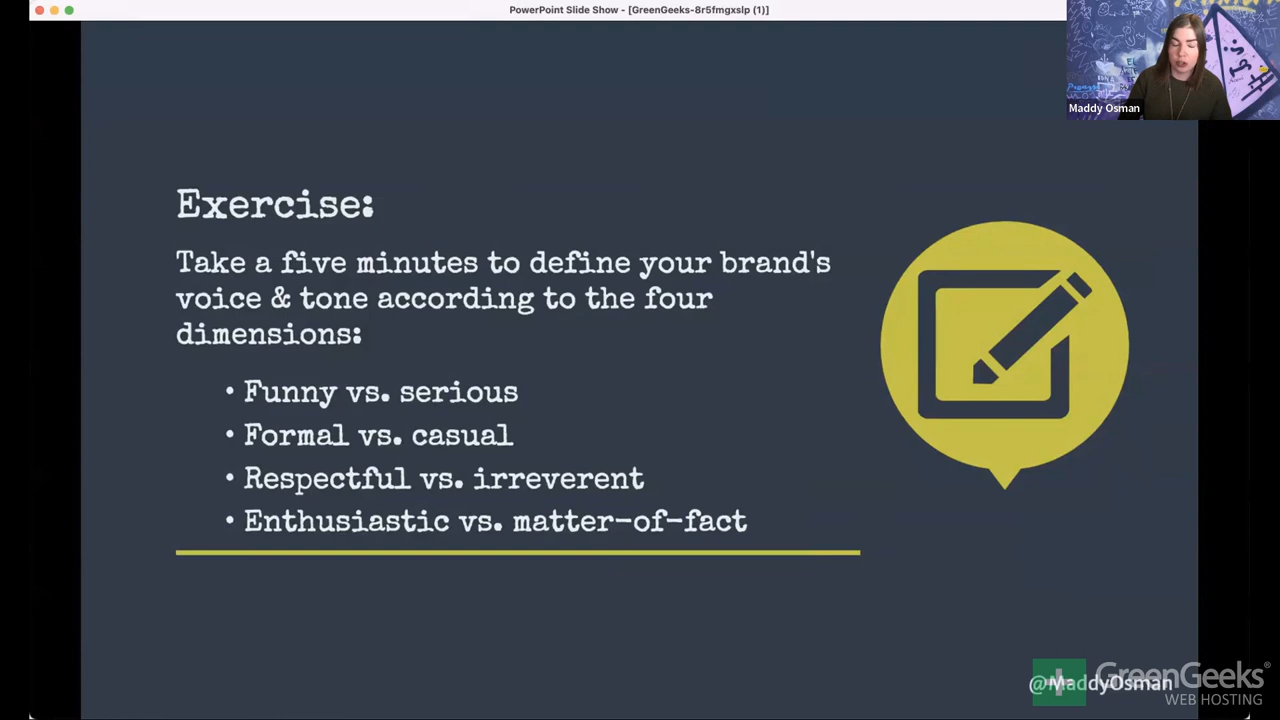 PowerPoint Slide Show - [GreenGeeks-8r5fmgxslp (1)]
Maddy Osman
Exercise:
Take a five minutes to define your brand's
voice & tone according to the four
dimensions:
• Funny vs. serious
• Formal vs. casual
• Respectful vs. irreverent
• Enthusiastic vs. matter-of-fact
@MaddyOsman
GreenGeeks®
WEB HOSTING